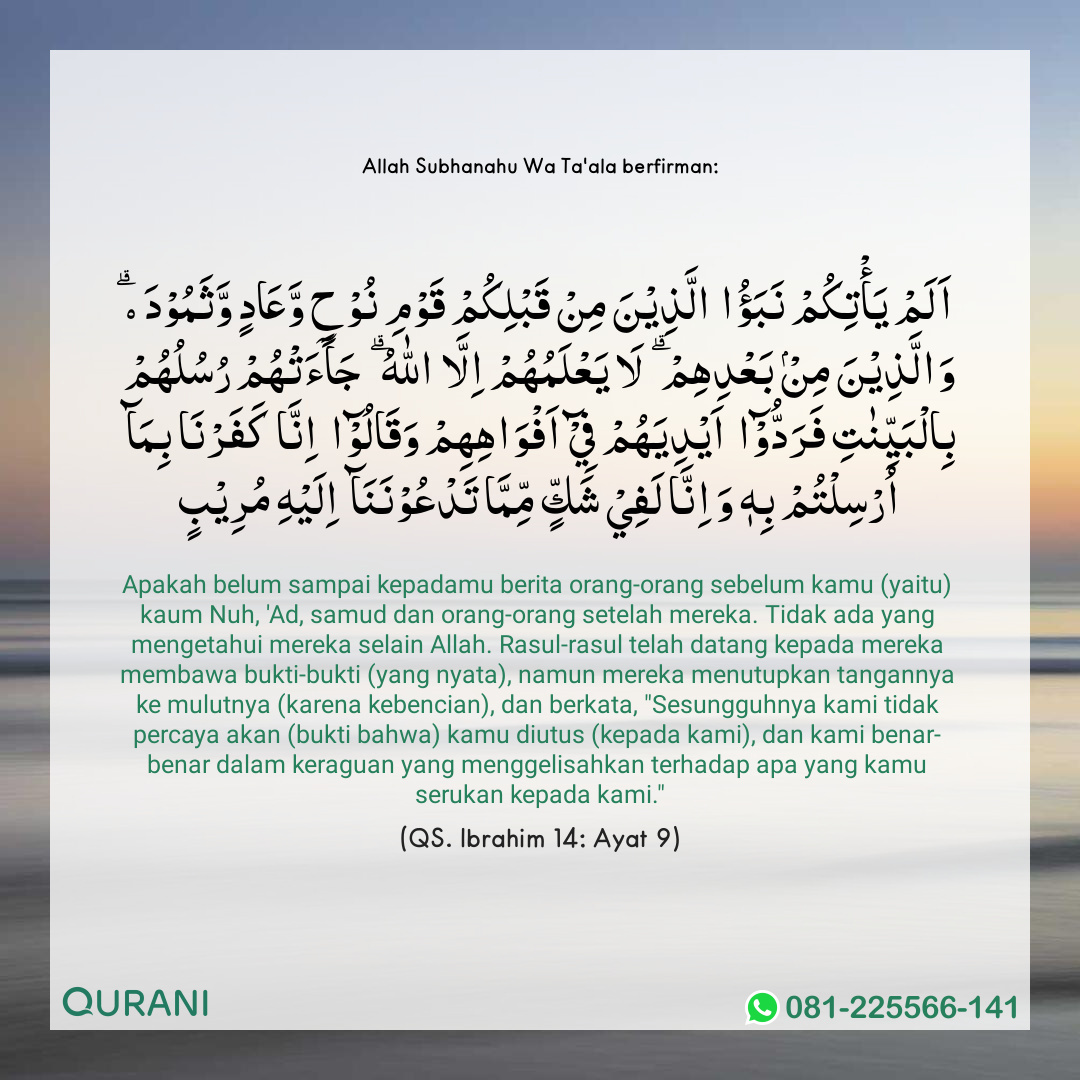 Allah Subhanahu Wa Ta'ala berfirman:
اَلَمْ يَأْتِكُمْ نَبَؤُا الَّذِيْنَ مِنْ قَبْلِكُمْ قَوْمِ نُوْحٍ وَّعَادٍ وَّثَمُوْدَ ەۗ
وَالَّذِيْنَ مِنْۢ بَعْدِهِمْ ۗ لَا يَعْلَمُهُمْ اِلَّا اللّٰهُ ۗ جَآءَتْهُمْ رُسُلُهُمْ
بِالْبَيِّنٰتِ فَرَدُّوْۤا اَيْدِيَهُمْ فِيْۤ اَفْوَاهِهِمْ وَقَالُوْۤا اِنَّا كَفَرْنَا بِمَاۤ
اُرْسِلْتُمْ بِهٖ وَاِنَّا لَفِيْ شَكٍّ مِّمَّا تَدْعُوْنَنَاۤ اِلَيْهِ مُرِيْبٍ
Apakah belum sampai kepadamu berita orang-orang sebelum kamu (yaitu)
kaum Nuh, 'Ad, samud dan orang-orang setelah mereka. Tidak ada yang
mengetahui mereka selain Allah. Rasul-rasul telah datang kepada mereka
membawa bukti-bukti (yang nyata), namun mereka menutupkan tangannya
ke mulutnya (karena kebencian), dan berkata, "Sesungguhnya kami tidak
percaya akan (bukti bahwa) kamu diutus (kepada kami), dan kami benar-
benar dalam keraguan yang menggelisahkan terhadap apa yang kamu
serukan kepada kami."
(QS. Ibrahim 14: Ayat 9)
QURANI
081-225566-141